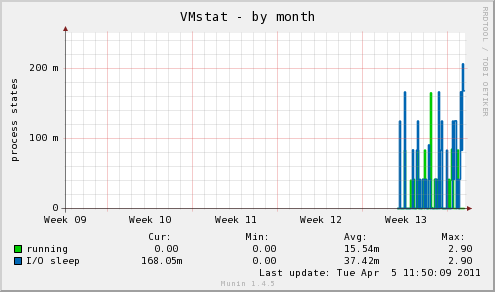 VMstat - by month
RRDTOOL / TOBI OETIKER
process states
200 m
100 m
0
Week 09 Week 10 Week 11 Week 12 Week 13
Cur: Min: Avg: Max:
running 0.00 0.00 15.54m 2.90
I/O sleep 168.05m 0.00 37.42m 2.90
Last update: Tue Apr 5 11:50:09 2011
Munin 1.4.5